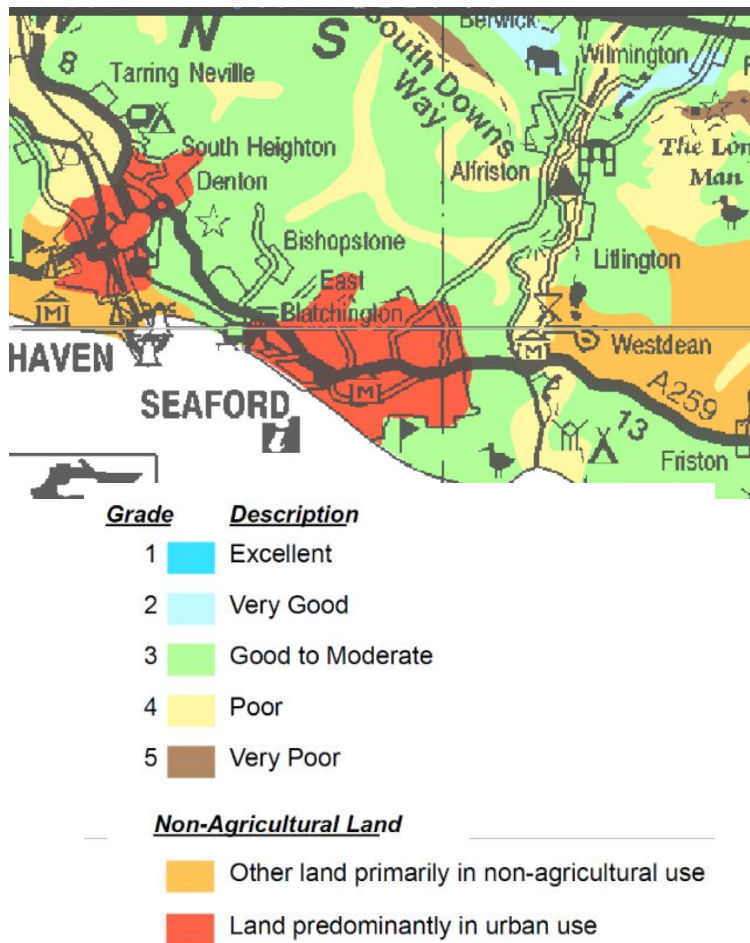 W N S
Berwick
Wilmington
8
Tarring Neville
South Downs
Way
South Heighton
Denton
Alfriston
The Lon
Man
Bishopstone
Litlington
East
Blatchington
M
HAVEN
M
Westdean
SEAFORD
M
A259
i
13
Friston
Grade Description
1 Excellent
2 Very Good
3 Good to Moderate
4 Poor
5 Very Poor
Non-Agricultural Land
Other land primarily in non-agricultural use
Land predominantly in urban use